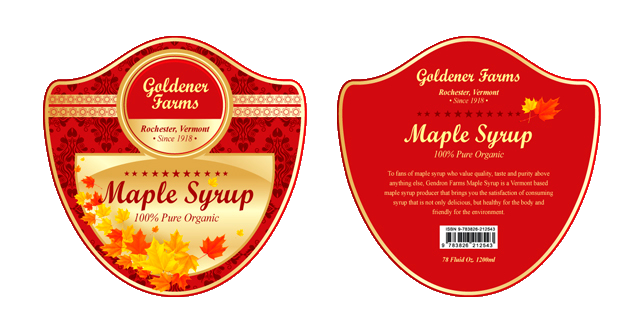 Goldener
Farms
Rochester, Vermont
• Since 1918 •
Maple Syrup
100% Pure Organic
Goldener Farms
Rochester, Vermont
• Since 1918 •
Maple Syrup
100% Pure Organic
To fans of maple syrup who value quality, taste and purity above
anything else, Gendron Farms Maple Syrup is a Vermont based
maple syrup producer that brings you the satisfaction of consuming
syrup that is not only delicious, but healthy for the body and
friendly for the environment.
ISBN 9-783826-212543
9 783826 212543
78 Fluid Oz. 1200ml